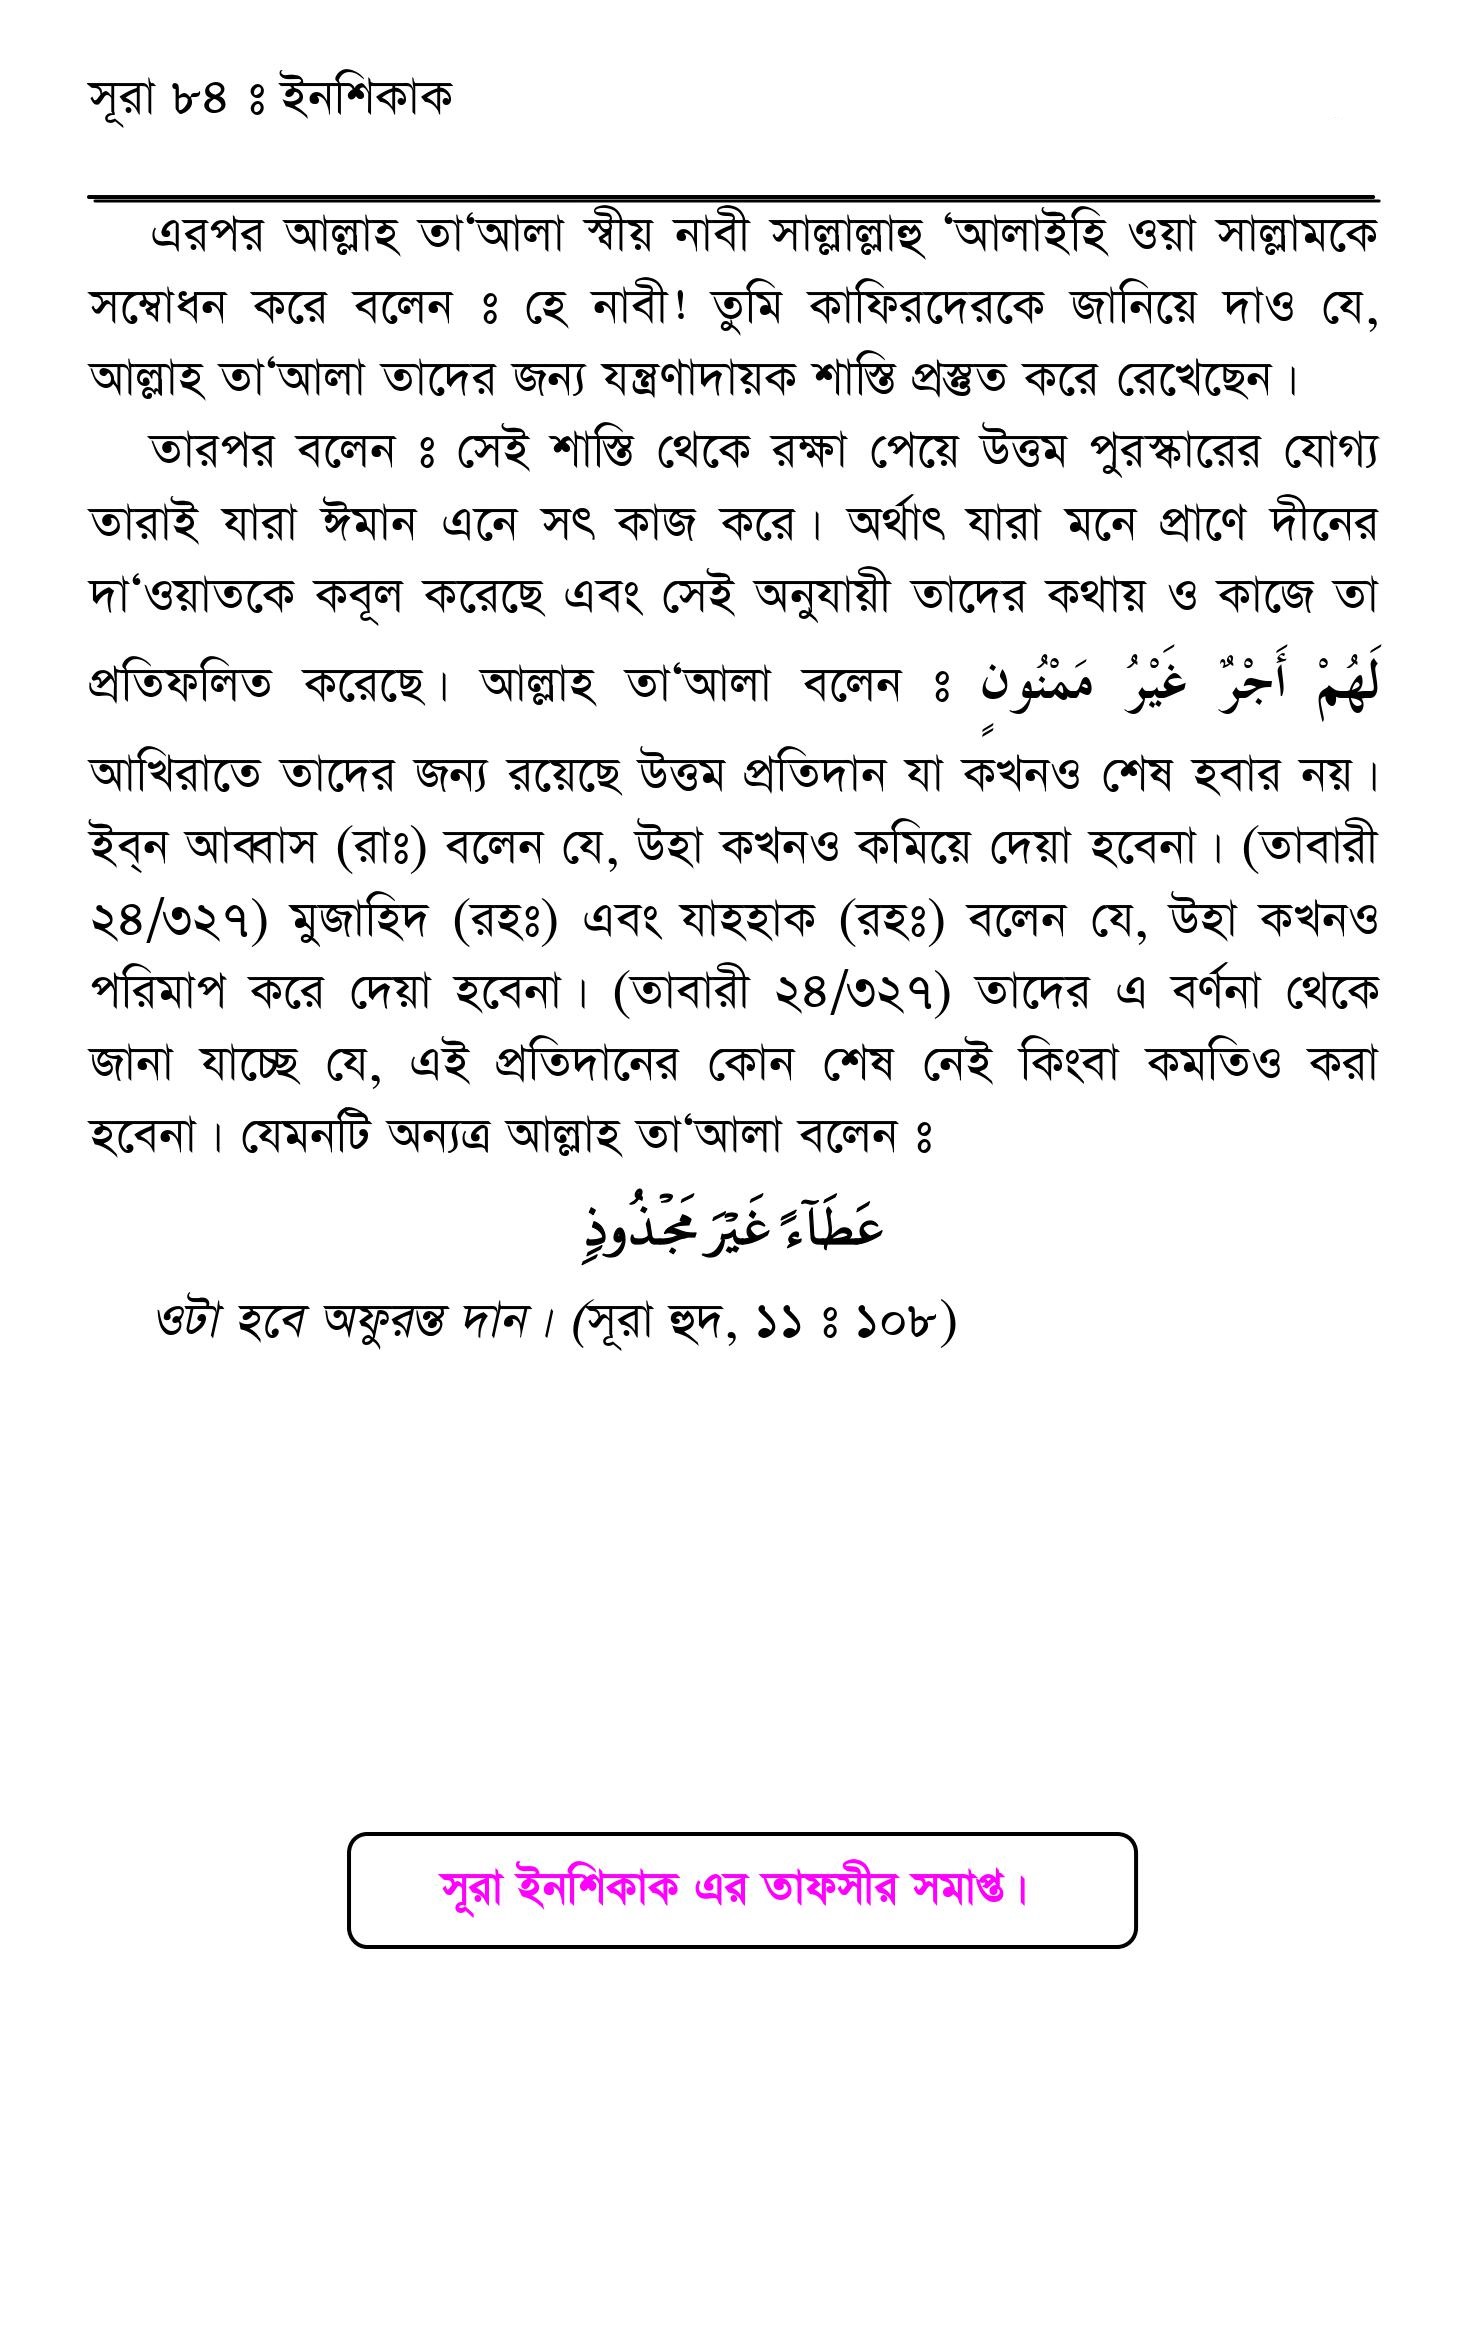 সূরা ৮৪ ঃ ইনশিকাক
এরপর আল্লাহ তা‘আলা স্বীয় নাবী সাল্লাল্লাহু ‘আলাইহি ওয়া সাল্লামকে
সম্বোধন করে বলেন ঃ হে নাবী! তুমি কাফিরদেরকে জানিয়ে দাও যে,
আল্লাহ তা‘আলা তাদের জন্য যন্ত্রণাদায়ক শাস্তি প্রস্তুত করে রেখেছেন।
তারপর বলেন ঃ সেই শাস্তি থেকে রক্ষা পেয়ে উত্তম পুরস্কারের যোগ্য
তারাই যারা ঈমান এনে সৎ কাজ করে। অর্থাৎ যারা মনে প্রাণে দীনের
দা‘ওয়াতকে কবূল করেছে এবং সেই অনুযায়ী তাদের কথায় ও কাজে তা
প্রতিফলিত করেছে। আল্লাহ তা‘আলা বলেন ঃ لَهُمْ أَجْرٌ غَيْرُ مَمْنُونٍ
আখিরাতে তাদের জন্য রয়েছে উত্তম প্রতিদান যা কখনও শেষ হবার নয়।
ইব্‌ন আব্বাস (রাঃ) বলেন যে, উহা কখনও কমিয়ে দেয়া হবেনা। (তাবারী
২৪/৩২৭) মুজাহিদ (রহঃ) এবং যাহহাক (রহঃ) বলেন যে, উহা কখনও
পরিমাপ করে দেয়া হবেনা। (তাবারী ২৪/৩২৭) তাদের এ বর্ণনা থেকে
জানা যাচ্ছে যে, এই প্রতিদানের কোন শেষ নেই কিংবা কমতিও করা
হবেনা। যেমনটি অন্যত্র আল্লাহ তা‘আলা বলেন ঃ
عَطَآءً غَيْرَ مَجْذُوذٍ
ওটা হবে অফুরন্ত দান। (সূরা হুদ, ১১ ঃ ১০৮)
সূরা ইনশিকাক এর তাফসীর সমাপ্ত।